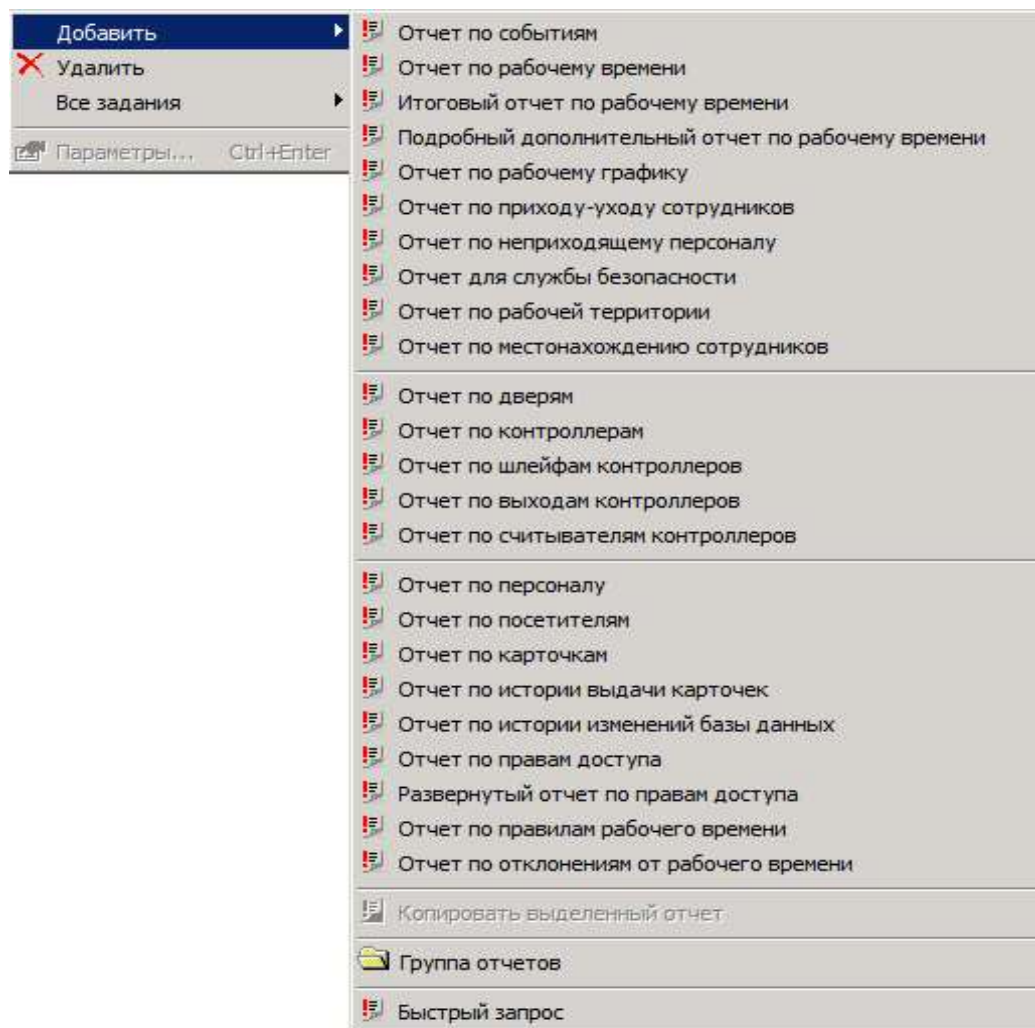 Добавить
Удалить
Все задания
Параметры... Ctrl+Enter
Отчет по событиям
Отчет по рабочему времени
Итоговый отчет по рабочему времени
Подробный дополнительный отчет по рабочему времени
Отчет по рабочему графику
Отчет по приходу-уходу сотрудников
Отчет по неприходящему персоналу
Отчет для службы безопасности
Отчет по рабочей территории
Отчет по местонахождению сотрудников
Отчет по дверям
Отчет по контроллерам
Отчет по шлейфам контроллеров
Отчет по выходам контроллеров
Отчет по считывателям контроллеров
Отчет по персоналу
Отчет по посетителям
Отчет по карточкам
Отчет по истории выдачи карточек
Отчет по истории изменений базы данных
Отчет по правам доступа
Развернутый отчет по правам доступа
Отчет по правилам рабочего времени
Отчет по отклонениям от рабочего времени
Копировать выделенный отчет
Группа отчетов
Быстрый запрос